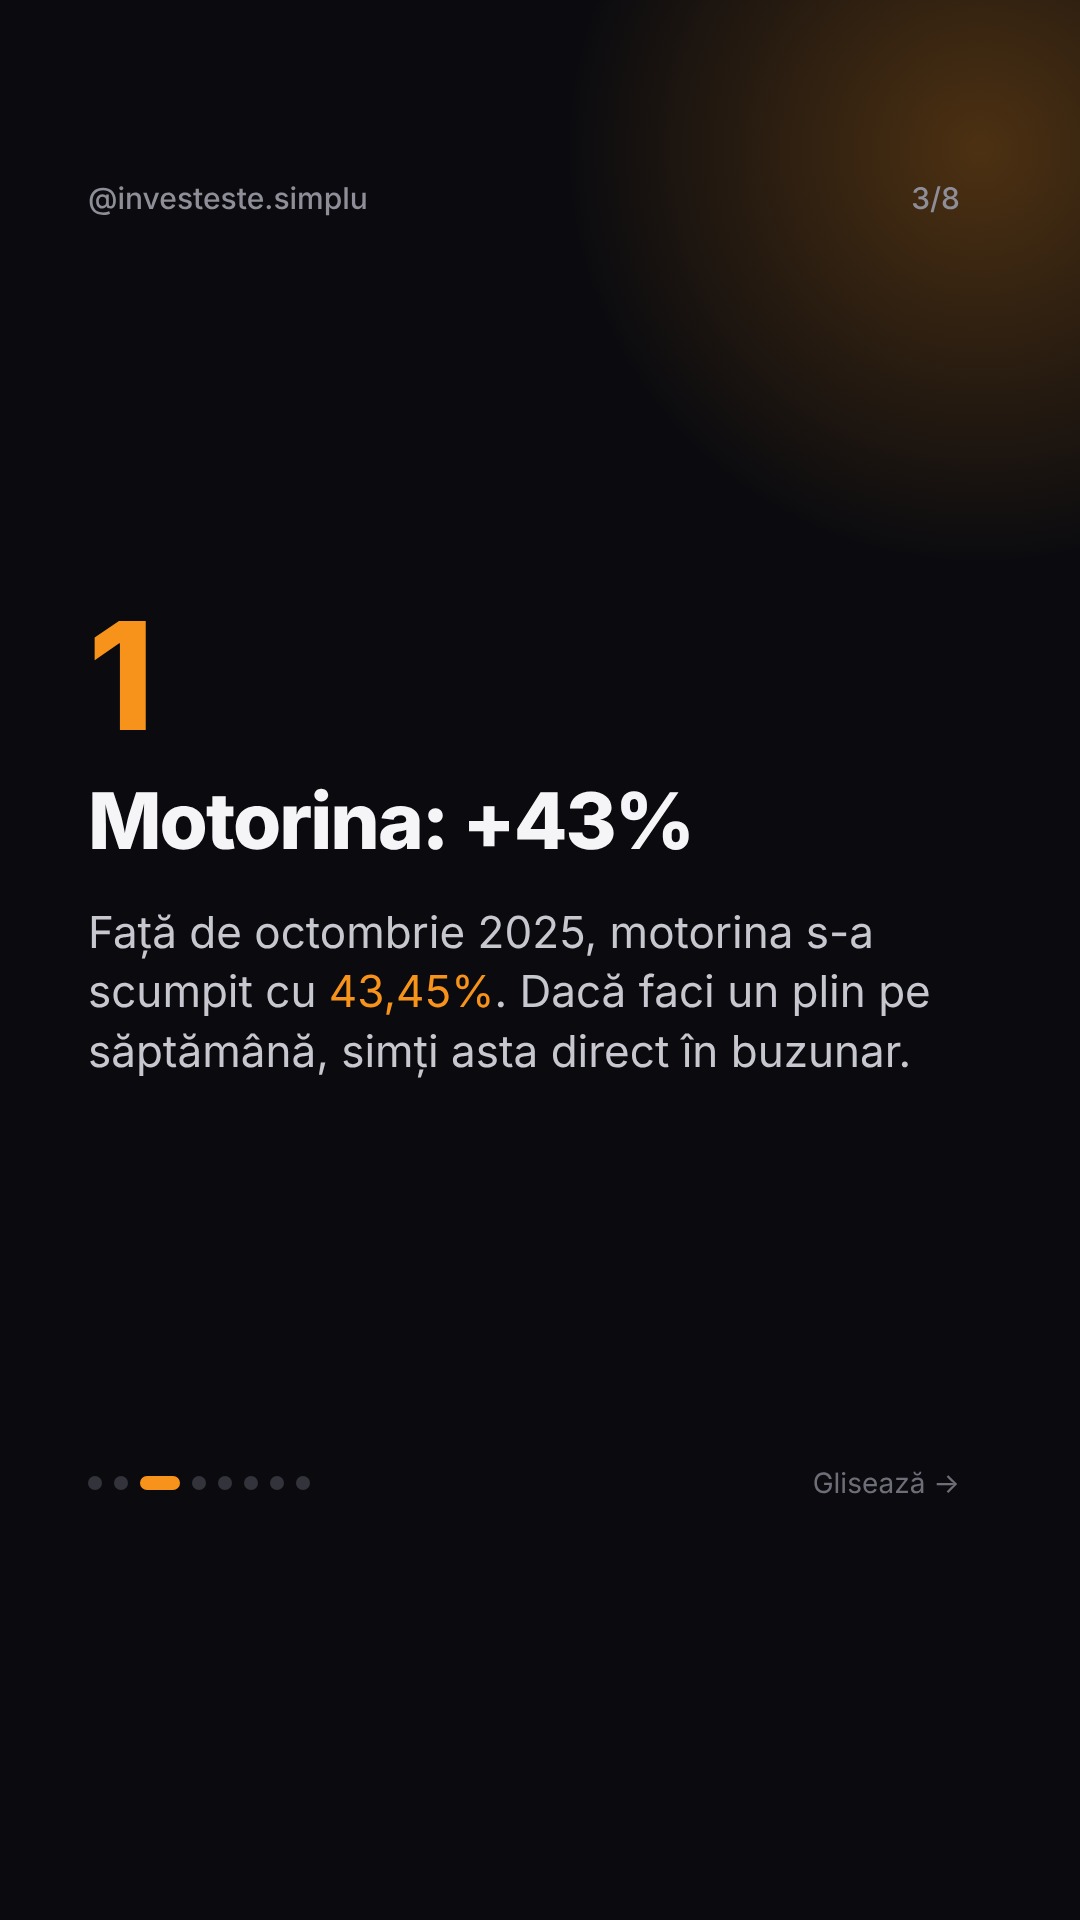 @investeste.simplu
3/8
1
Motorina: +43%
Față de octombrie 2025, motorina s-a
scumpit cu 43,45%. Dacă faci un plin pe
săptămână, simți asta direct în buzunar.
Glisează →